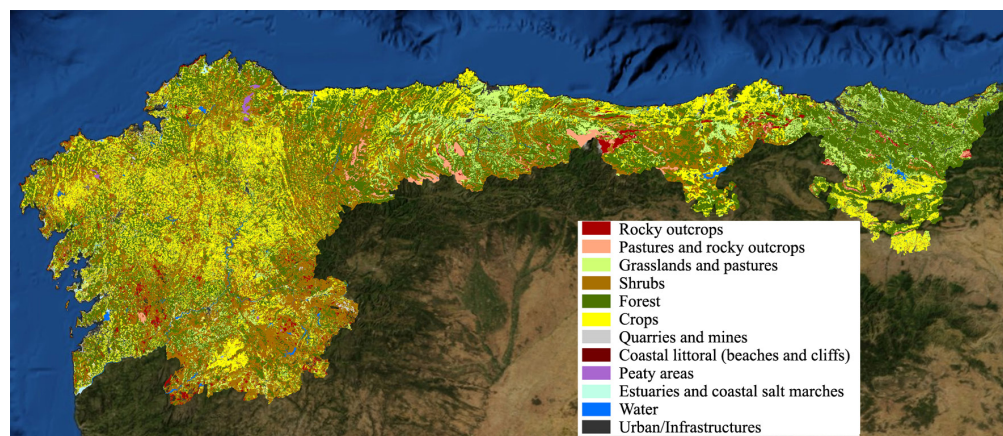 Rocky outcrops
Pastures and rocky outcrops
Grasslands and pastures
Shrubs
Forest
Crops
Quarries and mines
Coastal littoral (beaches and cliffs)
Peaty areas
Estuaries and coastal salt marches
Water
Urban/Infrastructures